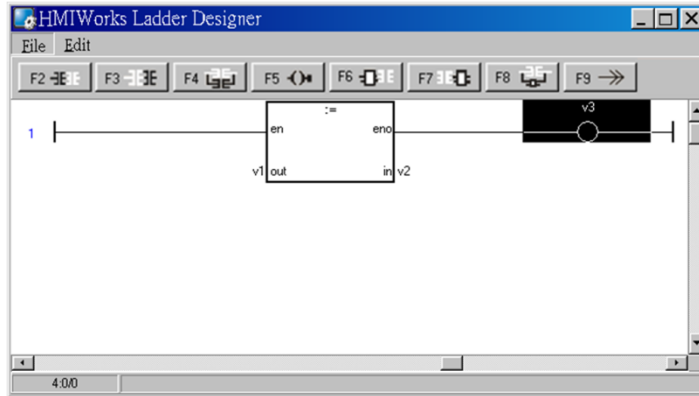 HMIWorks Ladder Designer
File Edit
F2 F3 F4 F5 F6 F7 F8 F9
:= v3
1 en eno
v1 out in v2
4:0/0